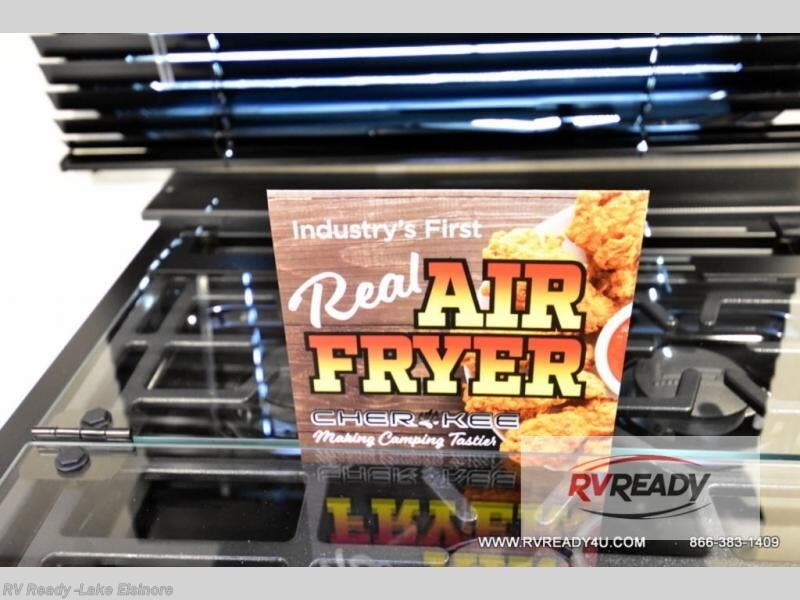 Industry's First
Real AIR
FRYER
CHEROKEE
Making Camping Tastier
RVREADY
WWW.RVREADY4U.COM 866-383-1409
RV Ready -Lake Elsinore